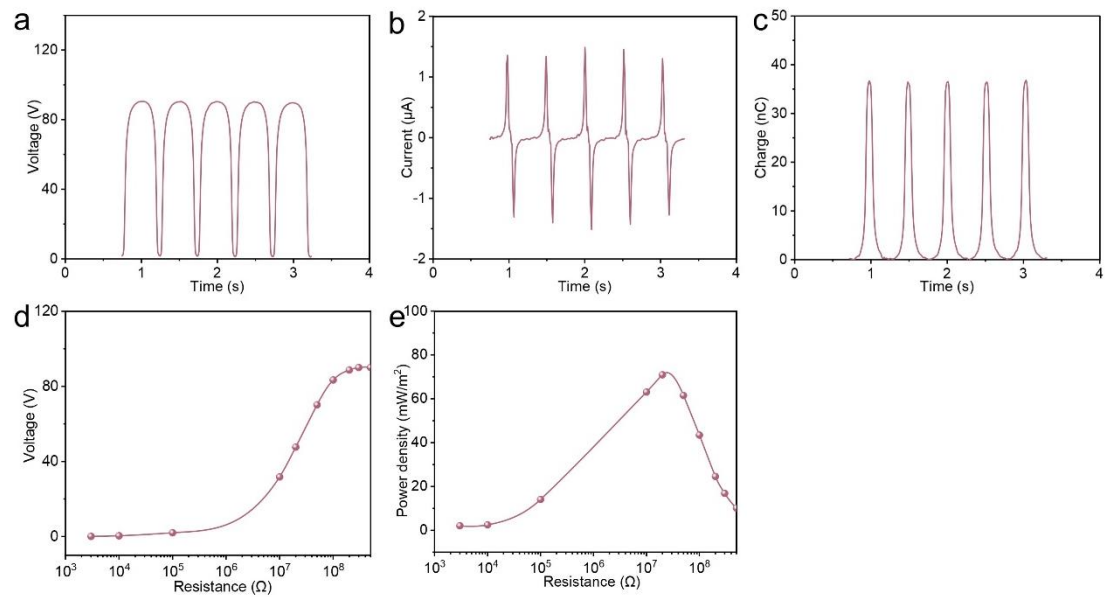 a
120
80
40
0
Voltage (V)
0 1 2 3 4
Time (s)
b
2
1
0
-1
-2
Current (µA)
1 2 3 4
Time (s)
c
50
40
30
20
10
0
Charge (nC)
0 1 2 3 4
Time (s)
d
120
80
40
0
Voltage (V)
10³ 10⁴ 10⁵ 10⁶ 10⁷ 10⁸
Resistance (Ω)
e
100
80
60
40
20
0
Power density (mW/m²)
10³ 10⁴ 10⁵ 10⁶ 10⁷ 10⁸
Resistance (Ω)